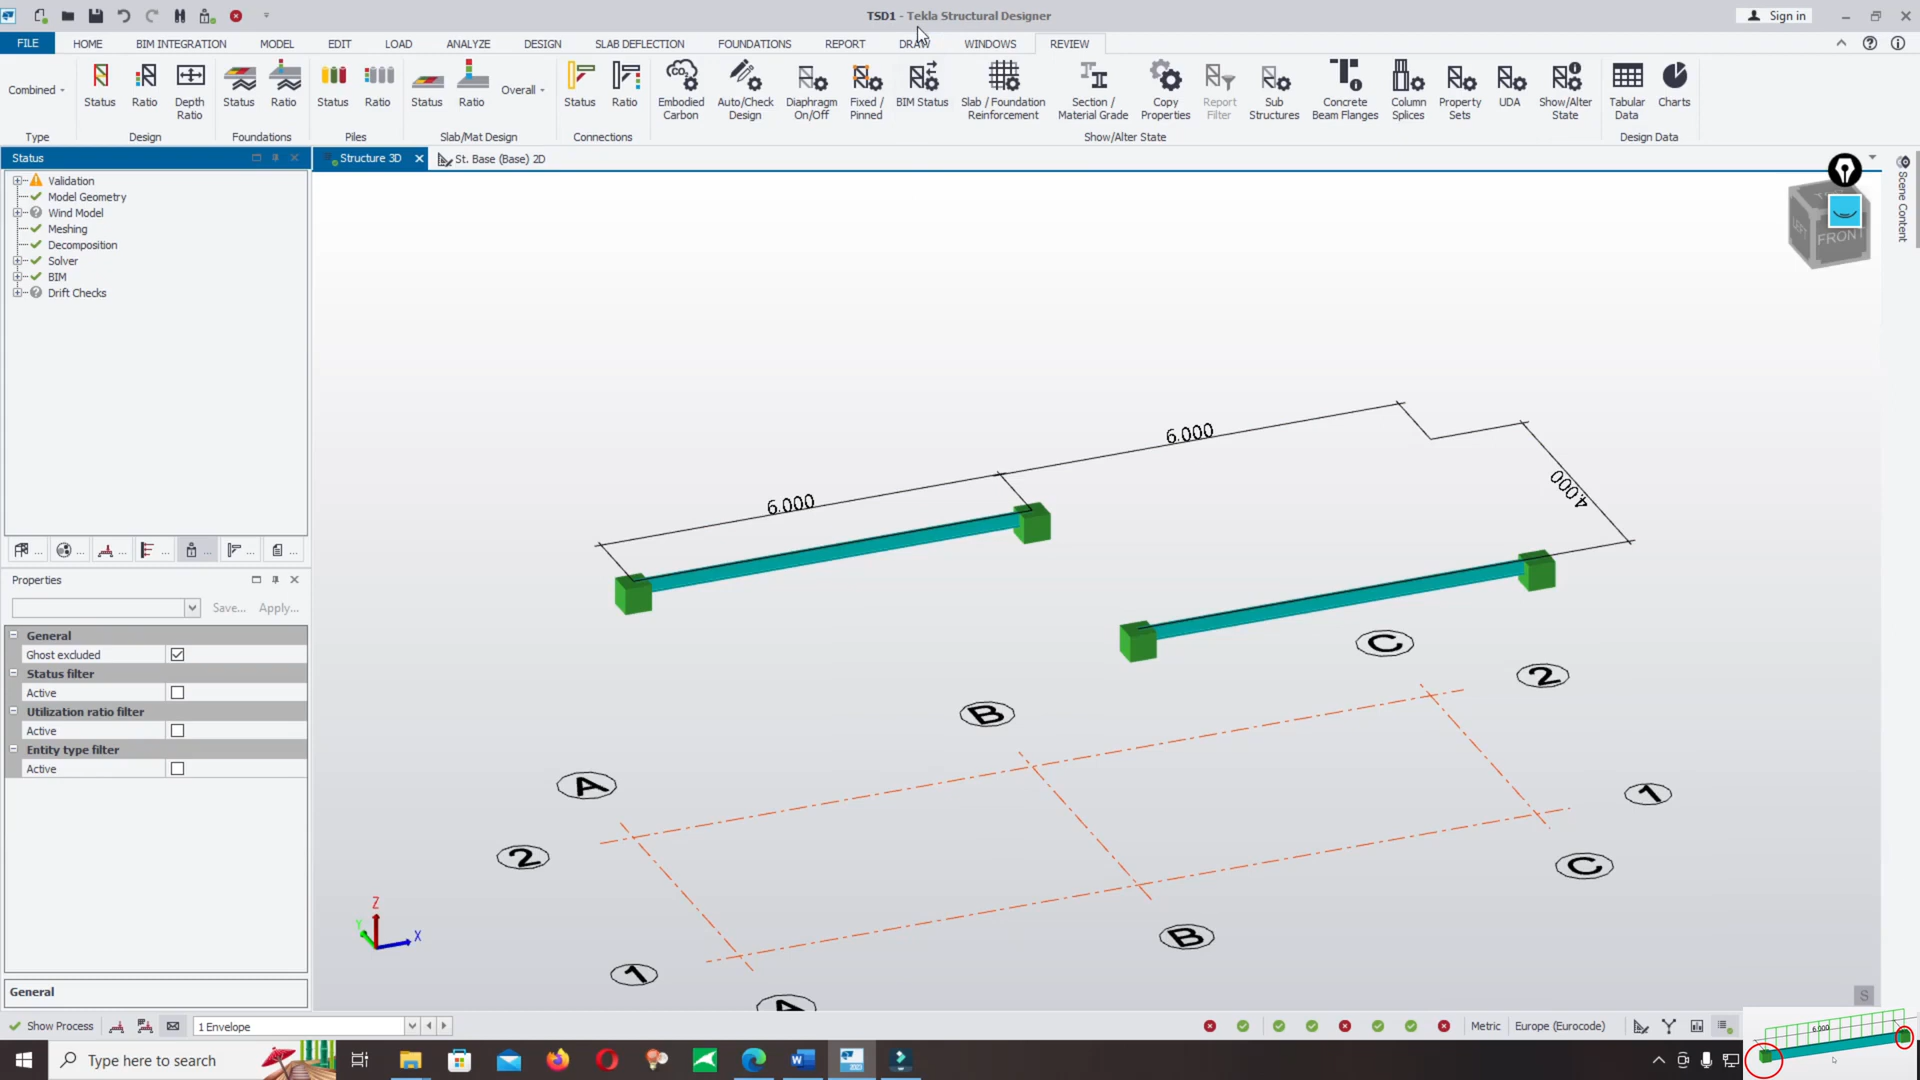 TSD1 - Tekla Structural Designer
Sign in
FILE HOME BIM INTEGRATION MODEL EDIT LOAD ANALYZE DESIGN SLAB DEFLECTION FOUNDATIONS REPORT DRAW WINDOWS REVIEW
Combined
Type
Status Ratio Depth Ratio
Design
Status Ratio
Foundations
Status Ratio
Piles
Status Ratio Overall
Slab/Mat Design
Status Ratio
Connections
Embodied Carbon
Auto/Check Design
Diaphragm On/Off
Fixed / Pinned
BIM Status
Slab / Foundation Reinforcement
Section / Material Grade
Copy Properties
Report Filter
Sub Structures
Concrete Beam Flanges
Column Splices
Property Sets
UDA
Show/Alter State
Show/Alter State
Tabular Data
Charts
Design Data
Status
Validation
Model Geometry
Wind Model
Meshing
Decomposition
Solver
BIM
Drift Checks
Structure 3D
St. Base (Base) 2D
Scene Content
LEFT
FRONT
6.000
6.000
4.000
A
B
C
2
2
1
1
C
B
A
Z
Y
X
S
Properties
Save... Apply...
General
Ghost excluded
Status filter
Active
Utilization ratio filter
Active
Entity type filter
Active
General
Show Process
1 Envelope
Metric
Europe (Eurocode)
6.000
Type here to search